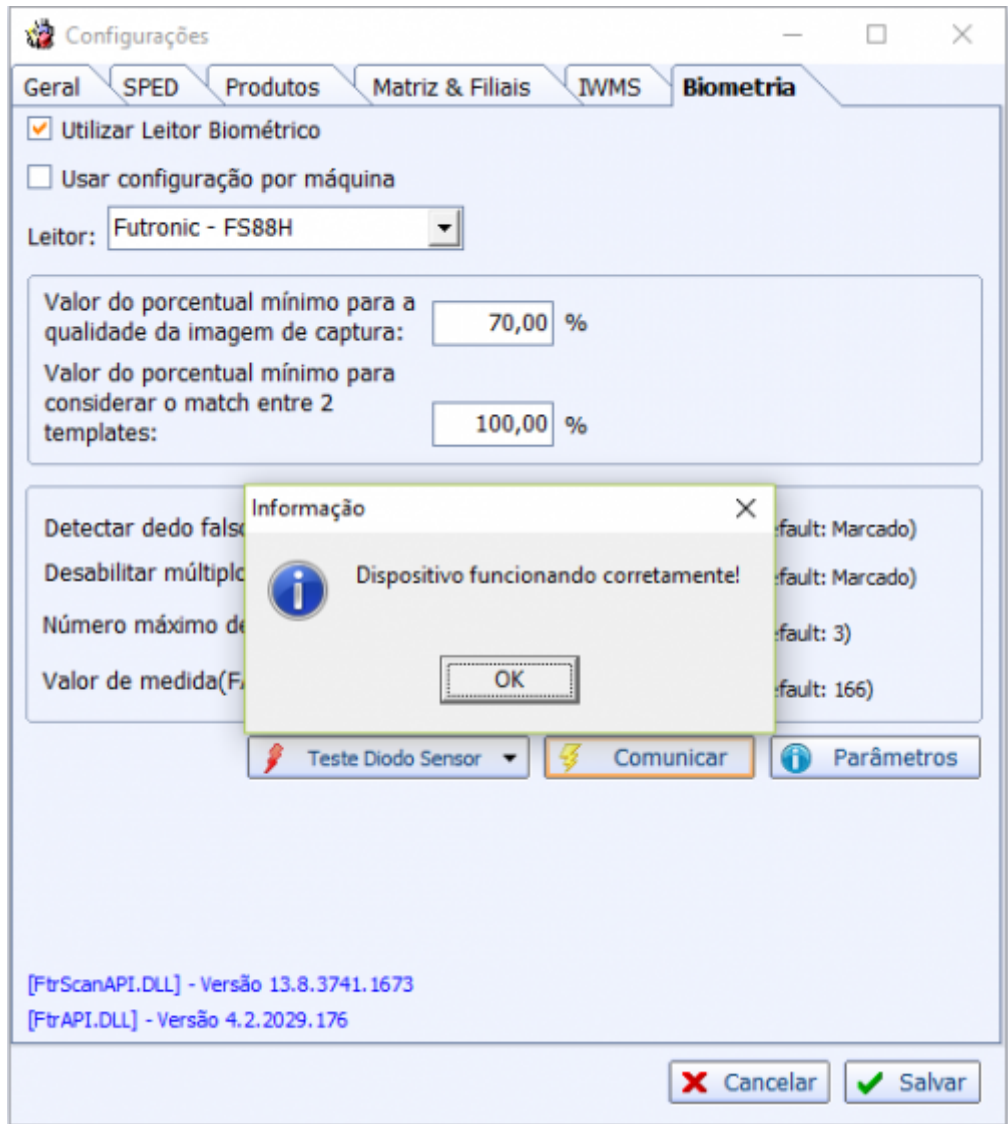 Configurações
Geral SPED Produtos Matriz & Filiais IWMS Biometria
Utilizar Leitor Biométrico
Usar configuração por máquina
Leitor: Futronic - FS88H
Valor do porcentual mínimo para a
qualidade da imagem de captura: 70,00 %
Valor do porcentual mínimo para
considerar o match entre 2
templates: 100,00 %
Informação
Dispositivo funcionando corretamente!
OK
Detectar dedo fals
fault: Marcado)
Desabilitar múltipl
fault: Marcado)
Número máximo de
fault: 3)
Valor de medida(F
fault: 166)
Teste Diodo Sensor Comunicar Parâmetros
[FtrScanAPI.DLL] - Versão 13.8.3741.1673
[FtrAPI.DLL] - Versão 4.2.2029.176
Cancelar Salvar